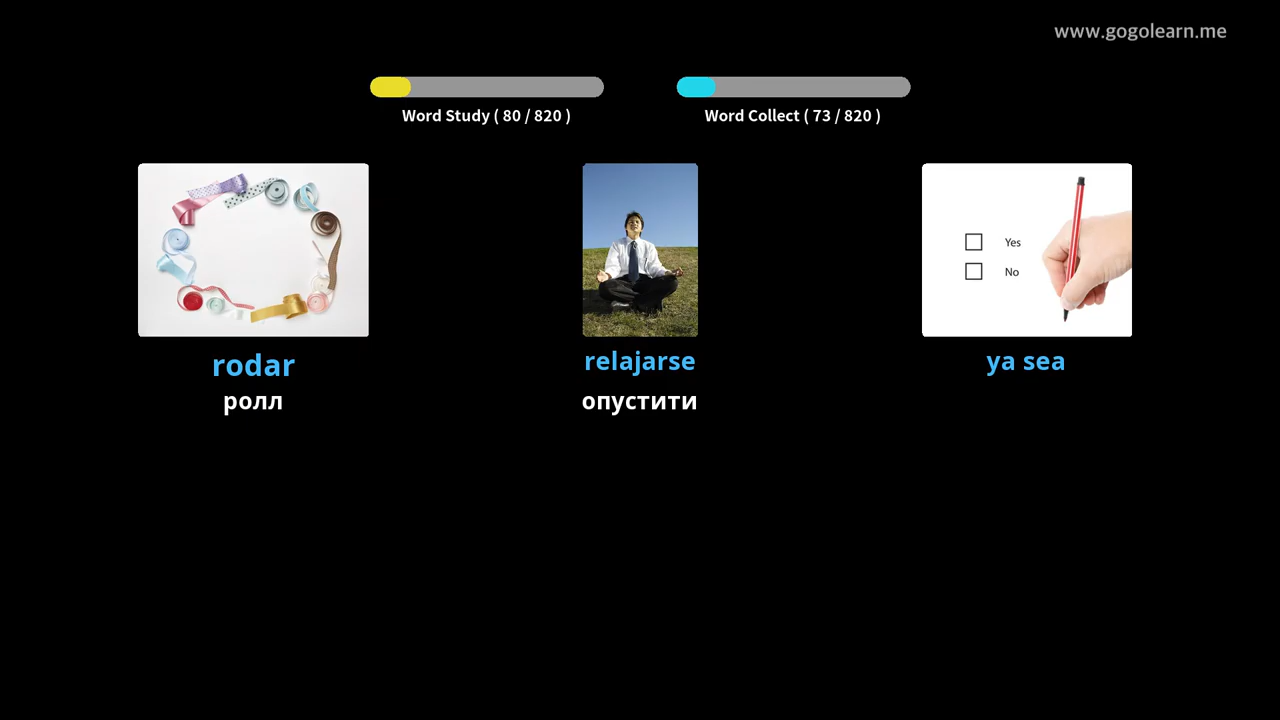 www.gogolearn.me
Word Study ( 80 / 820 )
Word Collect ( 73 / 820 )
Yes
No
rodar
relajarse
ya sea
ролл
опустити